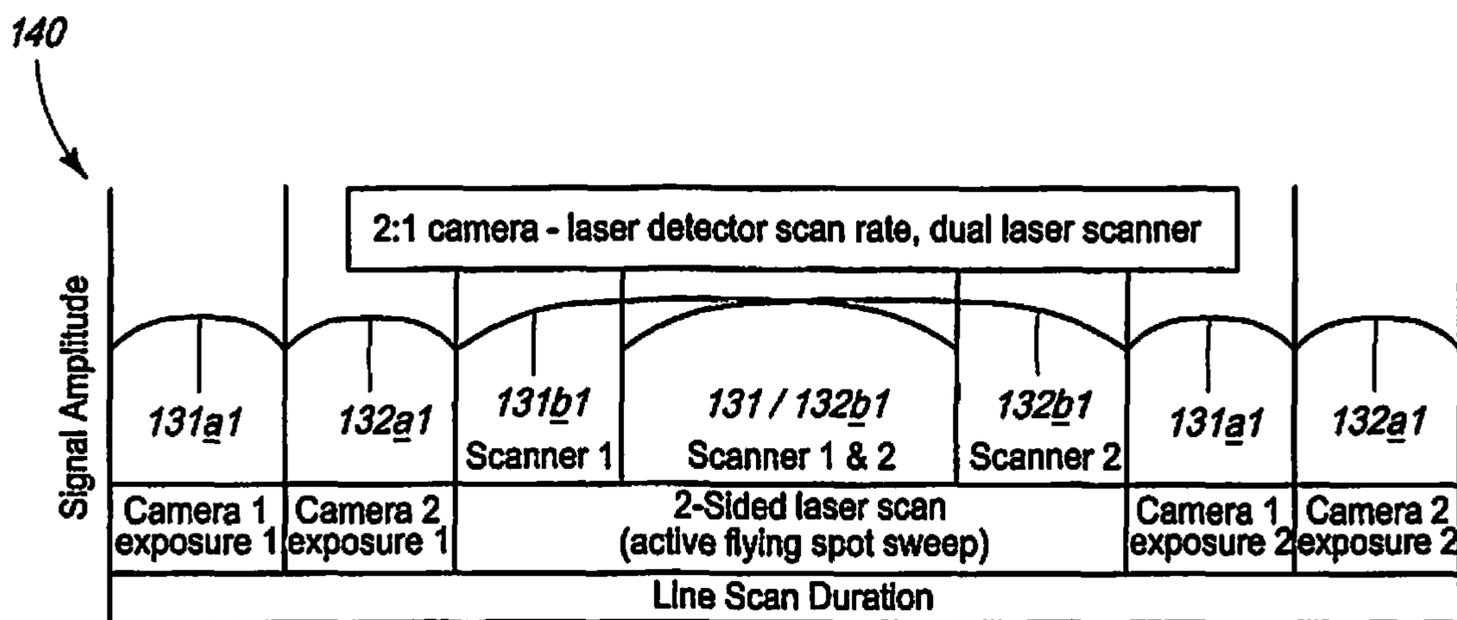 140
2:1 camera - laser detector scan rate, dual laser scanner
Signal Amplitude
131a1
132a1
131b1
Scanner 1
131 / 132b1
Scanner 1 & 2
132b1
Scanner 2
131a1
132a1
Camera 1
exposure 1
Camera 2
exposure 1
2-Sided laser scan
(active flying spot sweep)
Camera 1
exposure 2
Camera 2
exposure 2
Line Scan Duration